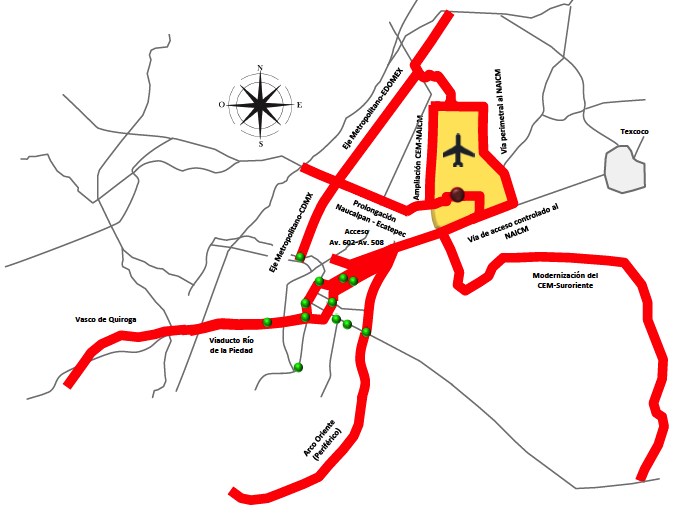 N
O
E
S
Eje Metropolitano-EDOMEX
Ampliación CEM-NAICM
Vía perimetral al NAICM
Texcoco
Prolongación
Naucalpan - Ecatepec
Eje Metropolitano-CDMX
Acceso
Av. 602-Av. 508
Vía de acceso controlado al
NAICM
Modernización del
CEM-Suroriente
Vasco de Quiroga
Viaducto Río
de la Piedad
Arco Oriente
(Periférico)